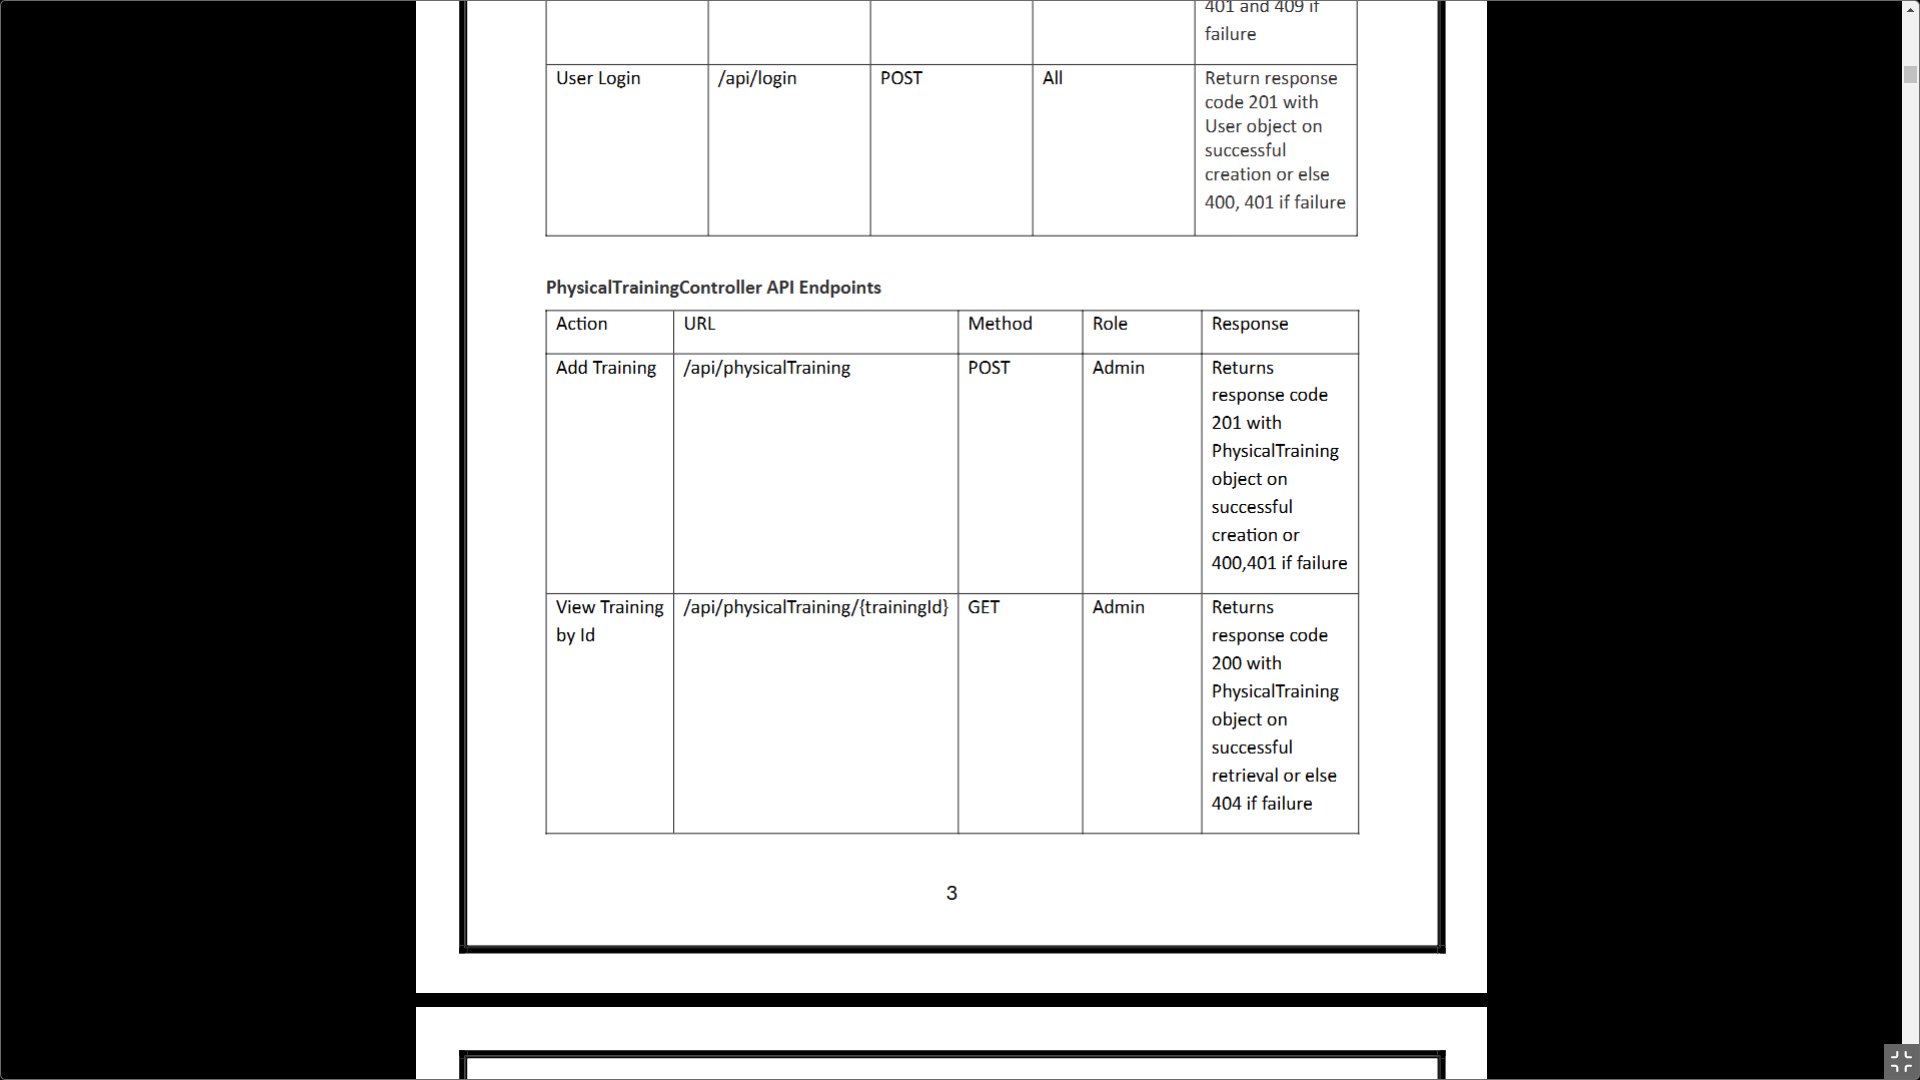 401 and 409 if
failure
User Login /api/login POST All Return response
code 201 with
User object on
successful
creation or else
400, 401 if failure
PhysicalTrainingController API Endpoints
Action URL Method Role Response
Add Training /api/physicalTraining POST Admin Returns
response code
201 with
PhysicalTraining
object on
successful
creation or
400,401 if failure
View Training /api/physicalTraining/{trainingId} GET Admin Returns
by Id response code
200 with
PhysicalTraining
object on
successful
retrieval or else
404 if failure
3